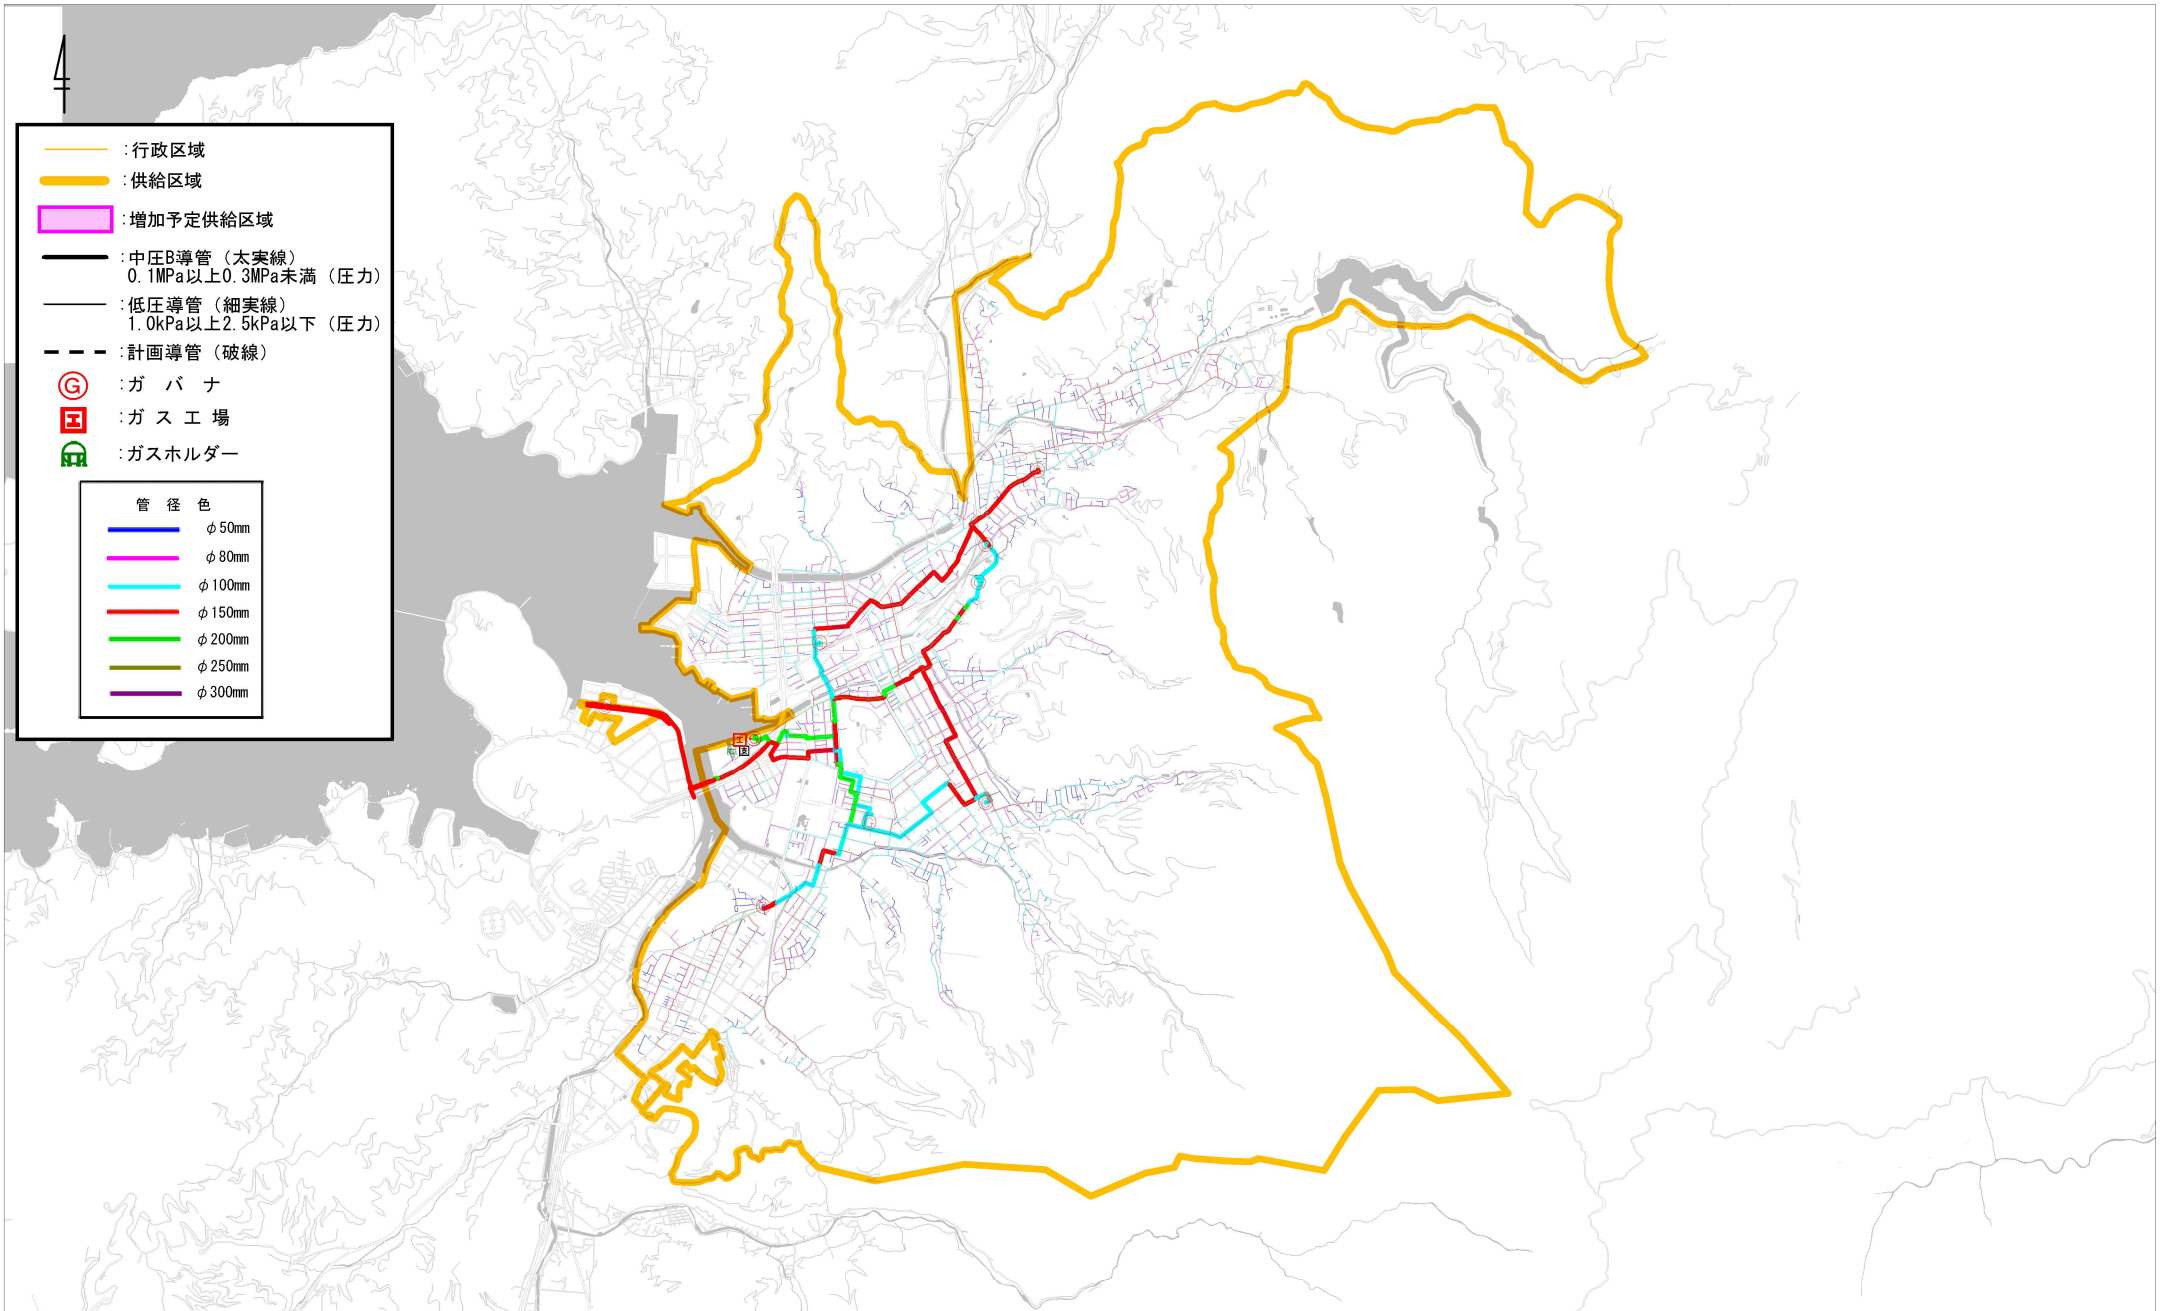 :行政区域
:供給区域
:増加予定供給区域
:中圧B導管（太実線）
0.1MPa以上0.3MPa未満（圧力）
:低圧導管（細実線）
1.0kPa以上2.5kPa以下（圧力）
:計画導管（破線）
G :ガ バ ナ
工 :ガ ス 工 場
:ガスホルダー
管 径 色
φ50mm
φ80mm
φ100mm
φ150mm
φ200mm
φ250mm
φ300mm
工